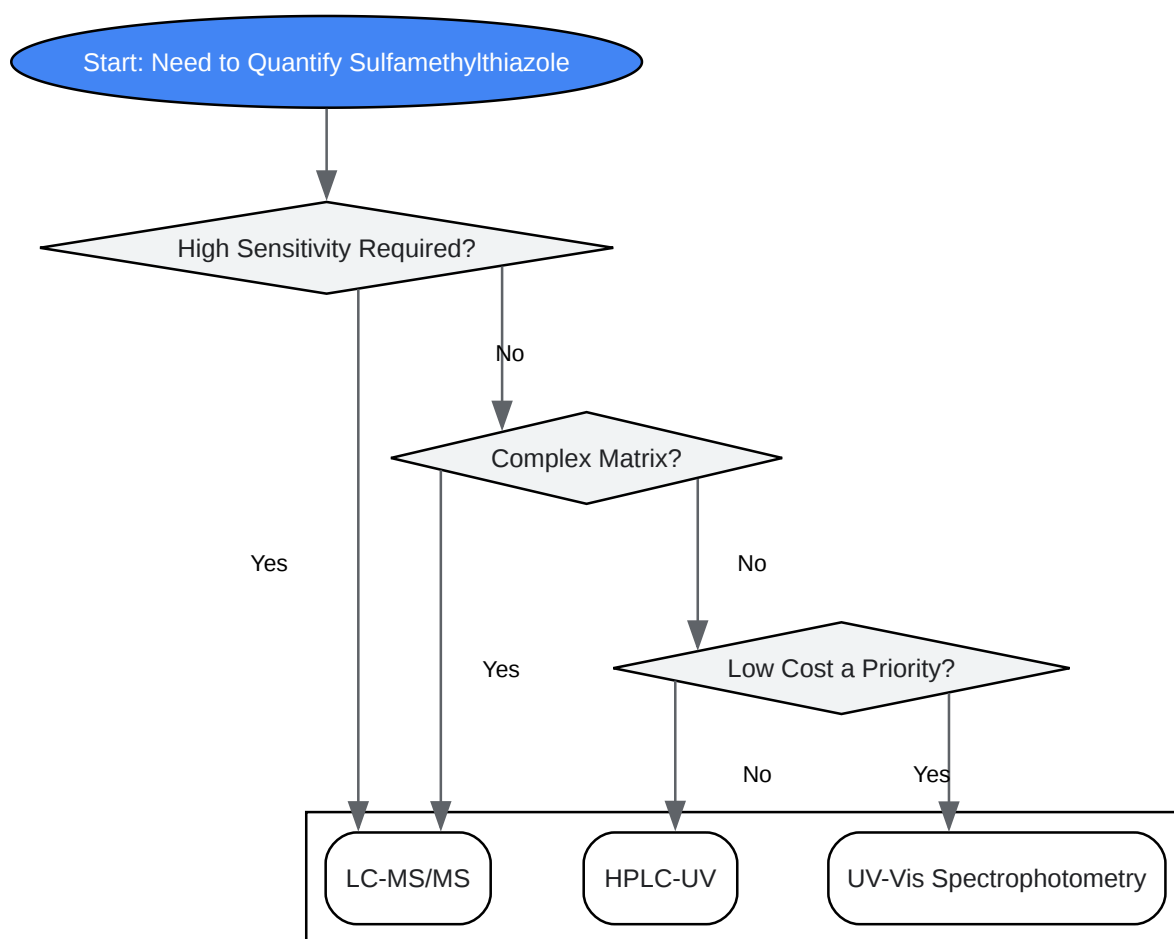 Start: Need to Quantify Sulfamethylthiazole
High Sensitivity Required?
No
Complex Matrix?
Yes
No
Yes
Low Cost a Priority?
No
Yes
LC-MS/MS
HPLC-UV
UV-Vis Spectrophotometry